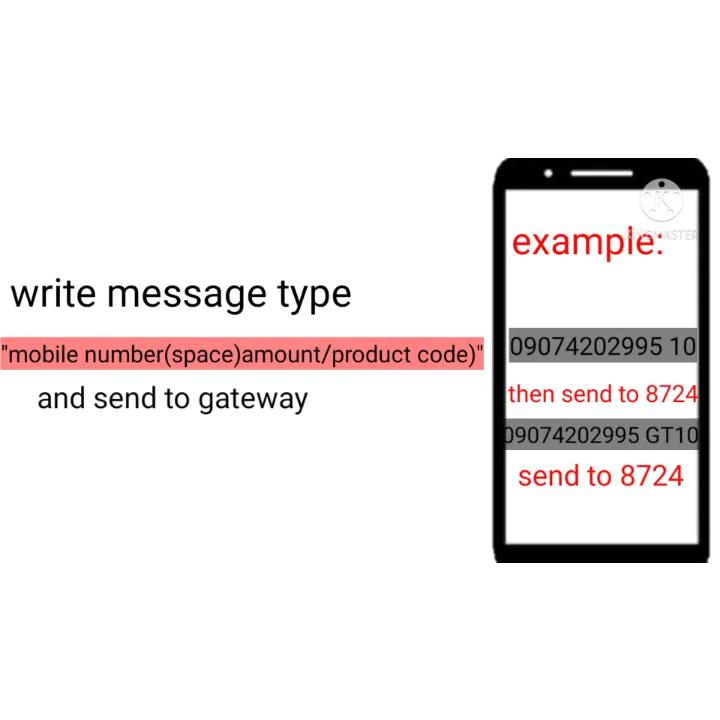 write message type
"mobile number(space)amount/product code)"
and send to gateway
KINEMASTER
example:
09074202995 10
then send to 8724
09074202995 GT10
send to 8724